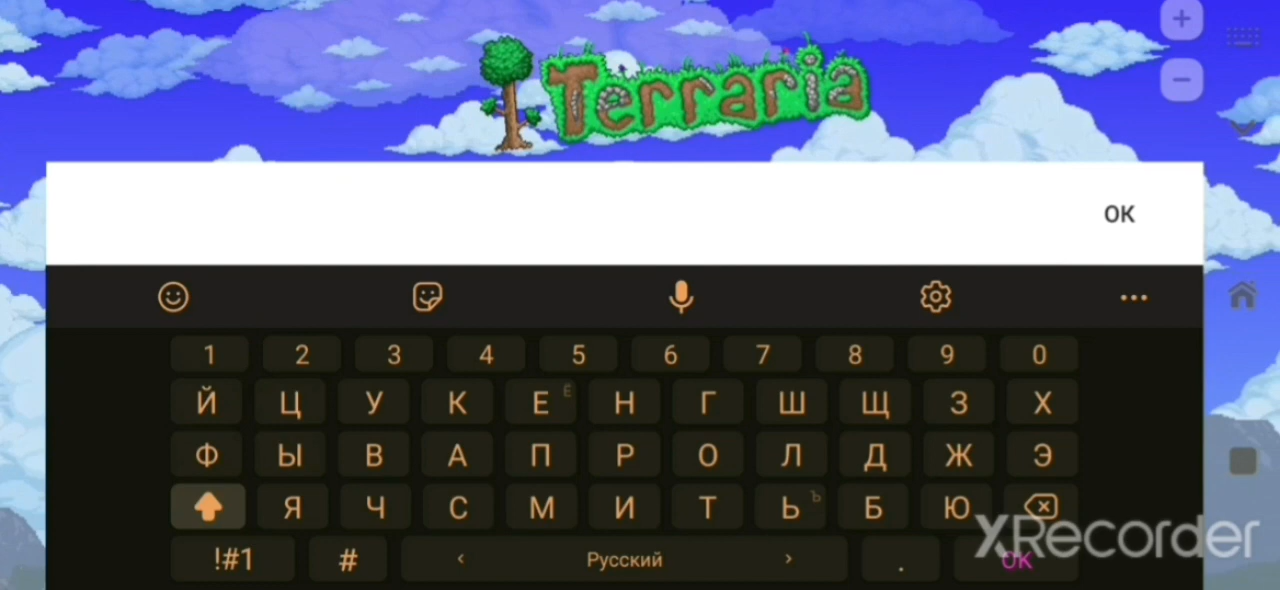 Terraria
OK
1 2 3 4 5 6 7 8 9 0
Й Ц У К Е Ё Н Г Ш Щ З Х
Ф Ы В А П Р О Л Д Ж Э
Я Ч С М И Т Ь Ъ Б Ю
!#1 # ‹ Русский › . OK
XRecorder